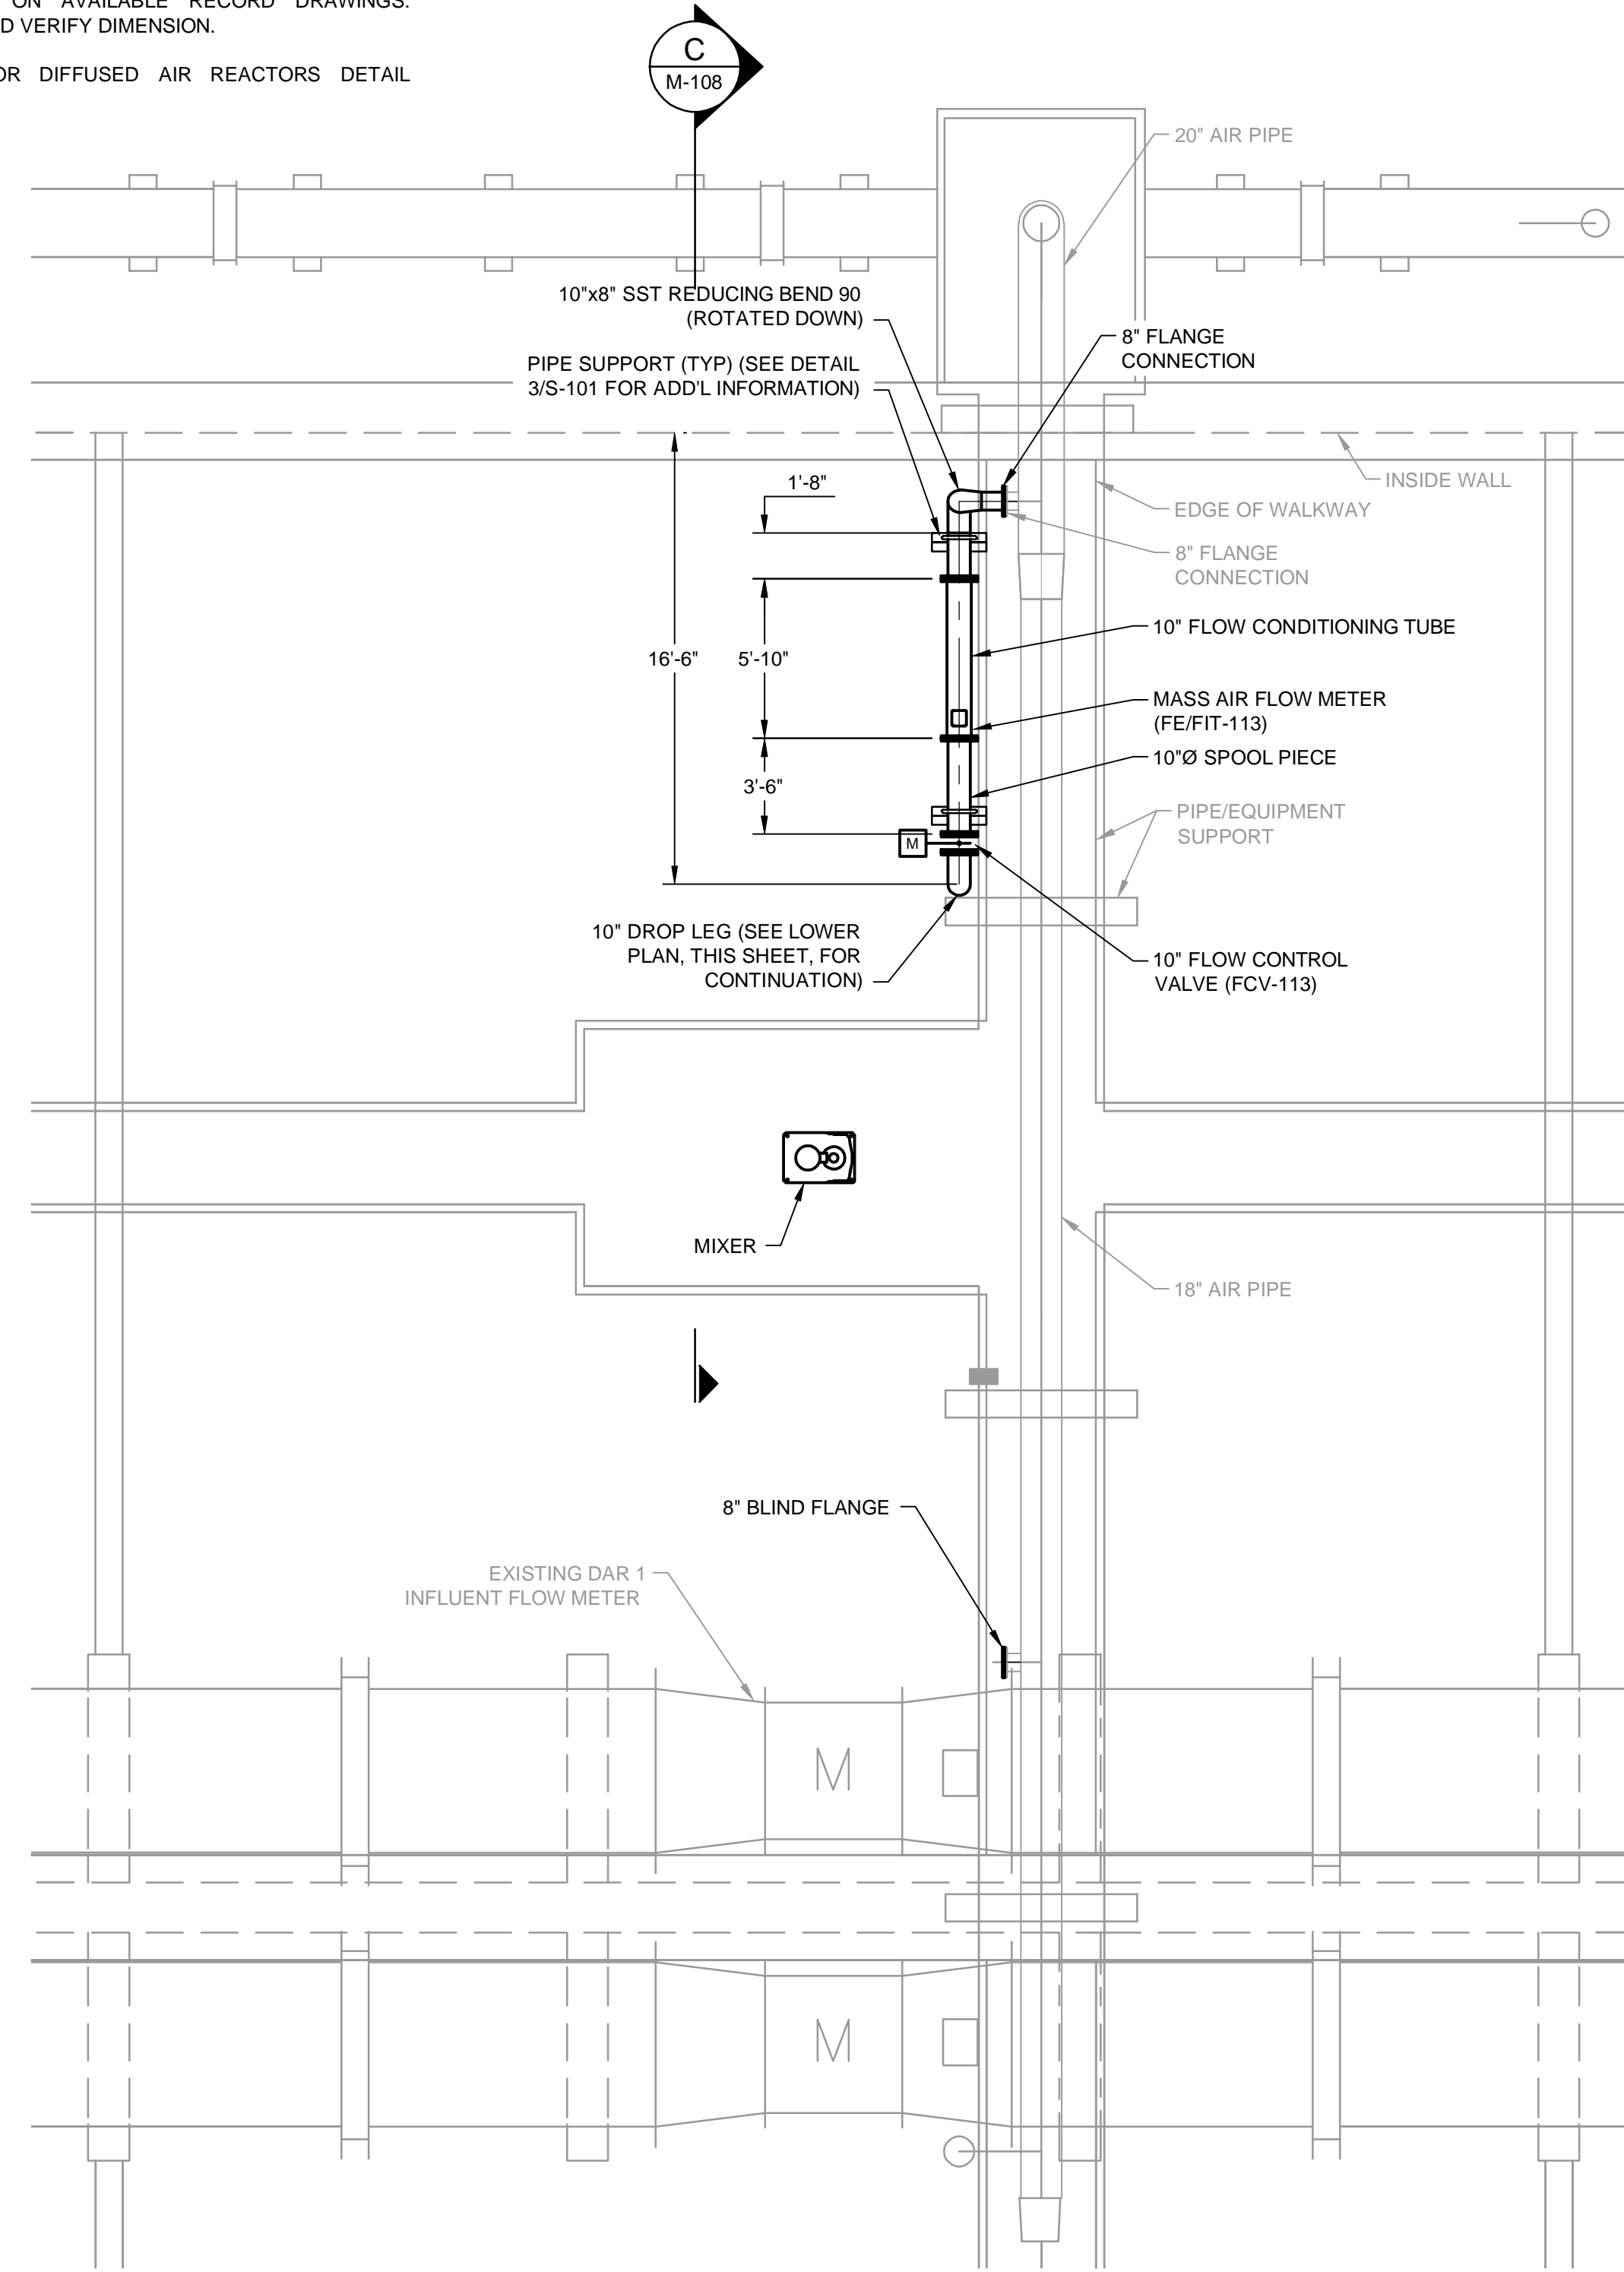 ON AVAILABLE RECORD DRAWINGS.
VERIFY DIMENSION.
DIFFUSED AIR REACTORS DETAIL
C
M-108
20" AIR PIPE
10"x8" SST REDUCING BEND 90
(ROTATED DOWN)
8" FLANGE
CONNECTION
PIPE SUPPORT (TYP) (SEE DETAIL
3/S-101 FOR ADD'L INFORMATION)
INSIDE WALL
1'-8"
EDGE OF WALKWAY
8" FLANGE
CONNECTION
10" FLOW CONDITIONING TUBE
16'-6"
5'-10"
MASS AIR FLOW METER
(FE/FIT-113)
10"Ø SPOOL PIECE
3'-6"
PIPE/EQUIPMENT
SUPPORT
M
10" DROP LEG (SEE LOWER
PLAN, THIS SHEET, FOR
CONTINUATION)
10" FLOW CONTROL
VALVE (FCV-113)
MIXER
18" AIR PIPE
8" BLIND FLANGE
EXISTING DAR 1
INFLUENT FLOW METER
M
M